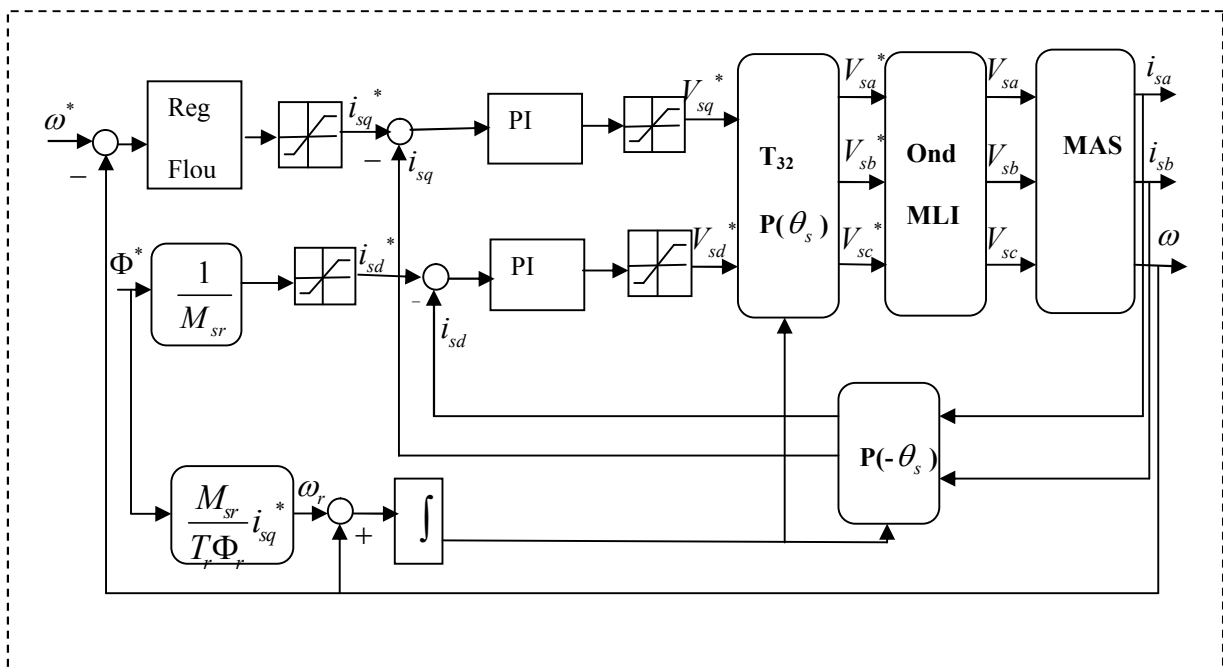 ω*
−
Reg
Flou
i_sq*
−
i_sq
PI
V_sq*
T₃₂
P(θ_s)
V_sa*
V_sb*
V_sc*
Ond
MLI
V_sa
V_sb
V_sc
MAS
i_sa
i_sb
ω
Φ*
1
M_sr
i_sd*
-
i_sd
PI
V_sd*
P(-θ_s)
M_sr
T_rΦ_r
i_sq*
ω_r
+
∫